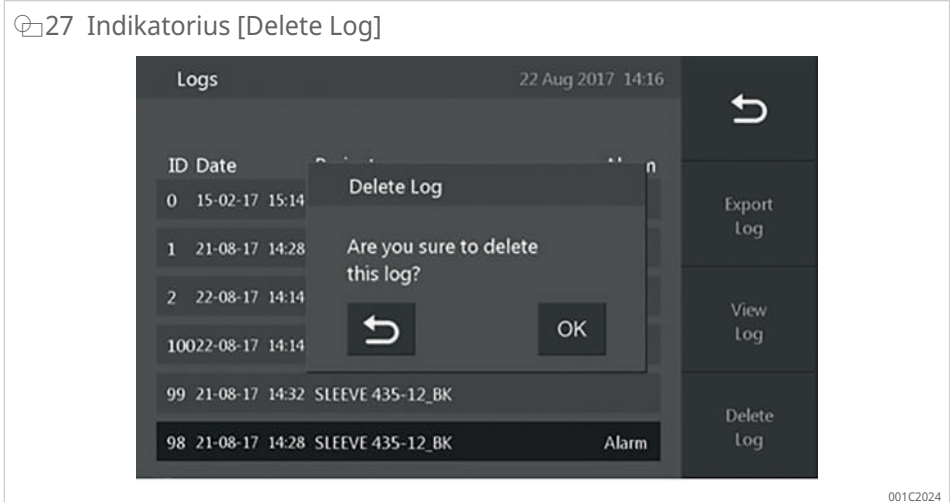 27 Indikatorius [Delete Log]
Logs 22 Aug 2017 14:16
ID Date
Delete Log
0 15-02-17 15:14
Export
Log
1 21-08-17 14:28
Are you sure to delete
this log?
2 22-08-17 14:14
View
Log
OK
100 22-08-17 14:14
99 21-08-17 14:32 SLEEVE 435-12_BK
Delete
Log
98 21-08-17 14:28 SLEEVE 435-12_BK Alarm
001C2024